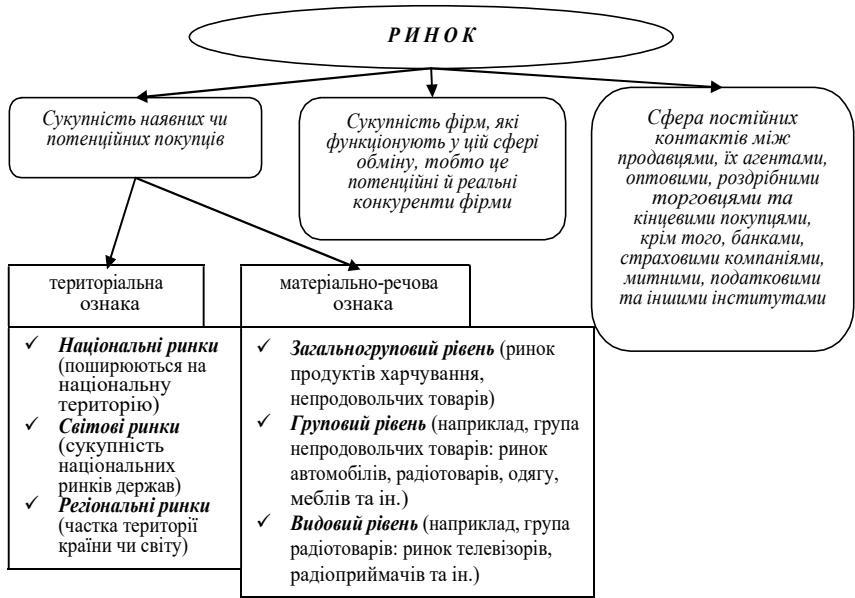 РИНОК
Сукупність наявних чи
потенційних покупців
Сукупність фірм, які
функціонують у цій сфері
обміну, тобто це
потенційні й реальні
конкуренти фірми
Сфера постійних
контактів між
продавцями, їх агентами,
оптовими, роздрібними
торговцями та
кінцевими покупцями,
крім того, банками,
страховими компаніями,
митними, податковими
та іншими інститутами
територіальна
ознака
✓ Національні ринки
(поширюються на
національну
територію)
✓ Світові ринки
(сукупність
національних
ринків держав)
✓ Регіональні ринки
(частка території
країни чи світу)
матеріально-речова
ознака
✓ Загальногруповий рівень (ринок
продуктів харчування,
непродовольчих товарів)
✓ Груповий рівень (наприклад, група
непродовольчих товарів: ринок
автомобілів, радіотоварів, одягу,
меблів та ін.)
✓ Видовий рівень (наприклад, група
радіотоварів: ринок телевізорів,
радіоприймачів та ін.)